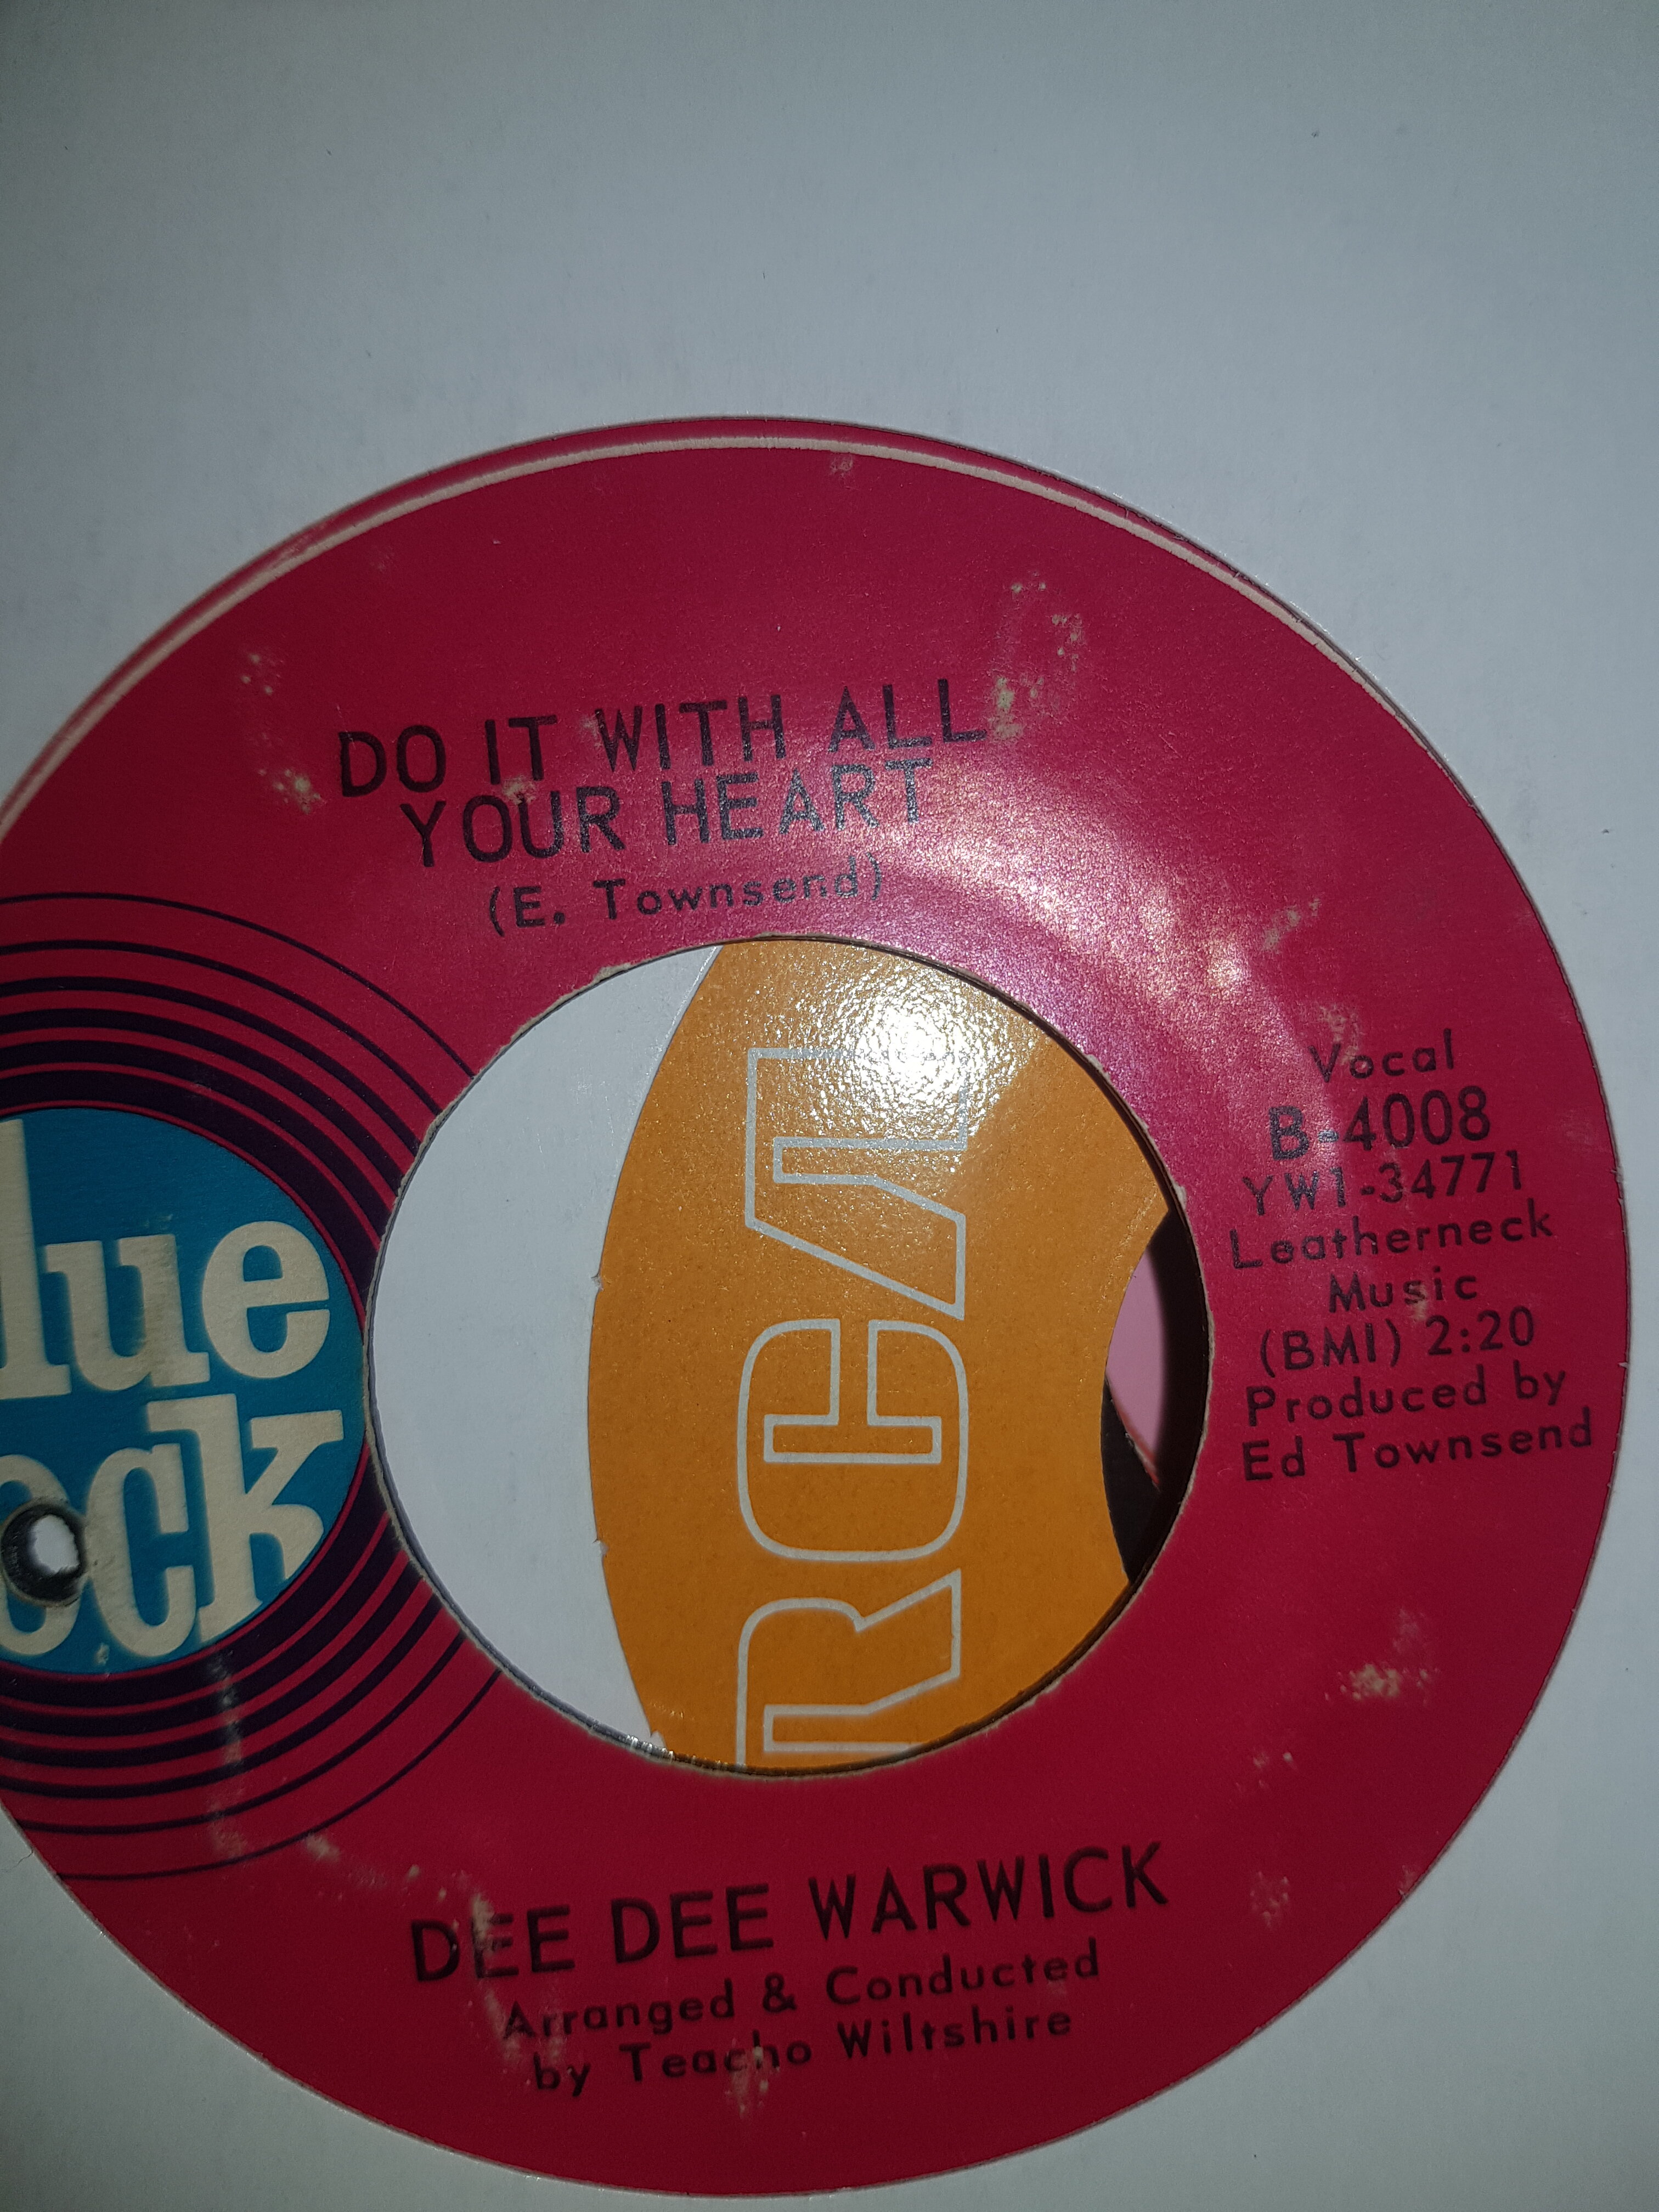 DO IT WITH ALL
YOUR HEART
(E. Townsend)
lue
ock
RCA
Vocal
B-4008
YW1-34771
Leatherneck
Music
(BMI) 2:20
Produced by
Ed Townsend
DEE DEE WARWICK
Arranged & Conducted
by Teacho Wiltshire